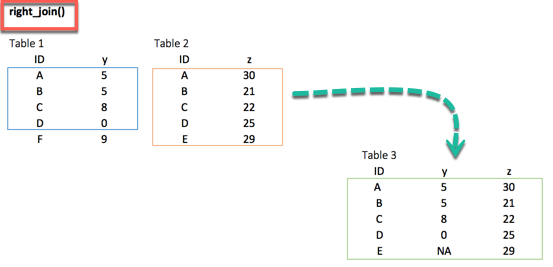 right_join()
Table 1
ID y
A 5
B 5
C 8
D 0
F 9
Table 2
ID z
A 30
B 21
C 22
D 25
E 29
Table 3
ID y z
A 5 30
B 5 21
C 8 22
D 0 25
E NA 29